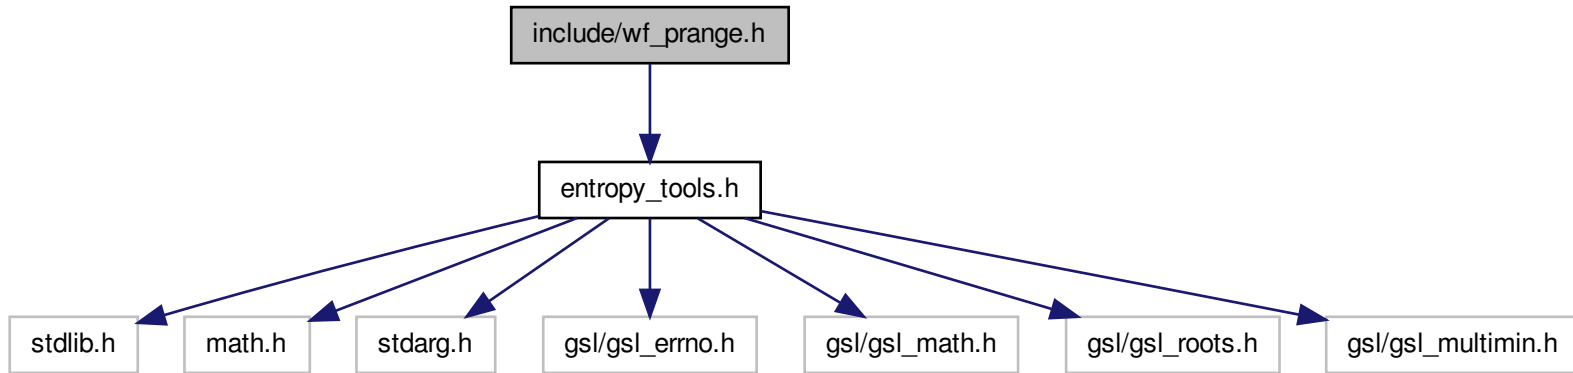 include/wf_prange.h
entropy_tools.h
stdlib.h
math.h
stdarg.h
gsl/gsl_errno.h
gsl/gsl_math.h
gsl/gsl_roots.h
gsl/gsl_multimin.h